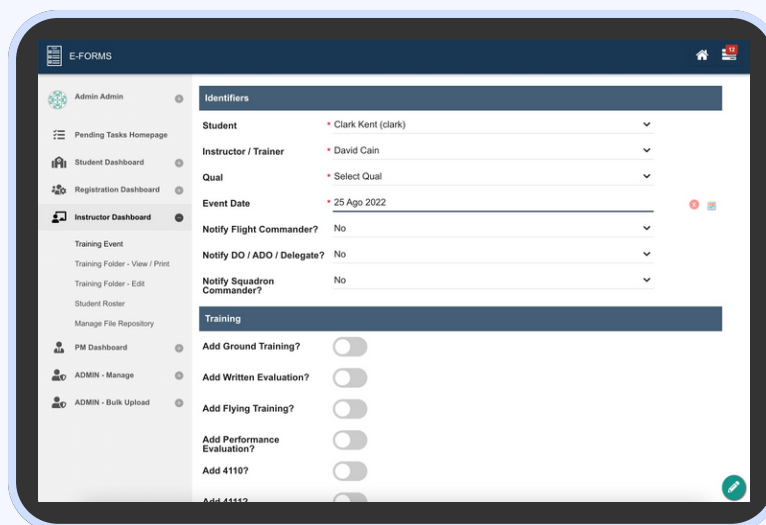 E-FORMS
12
Admin Admin
Pending Tasks Homepage
Student Dashboard
Registration Dashboard
Instructor Dashboard
Training Event
Training Folder - View / Print
Training Folder - Edit
Student Roster
Manage File Repository
PM Dashboard
ADMIN - Manage
ADMIN - Bulk Upload
Identifiers
Student * Clark Kent (clark)
Instructor / Trainer * David Cain
Qual * Select Qual
Event Date * 25 Ago 2022
Notify Flight Commander? No
Notify DO / ADO / Delegate? No
Notify Squadron Commander? No
Training
Add Ground Training?
Add Written Evaluation?
Add Flying Training?
Add Performance
Evaluation?
Add 4110?
Add 4111?